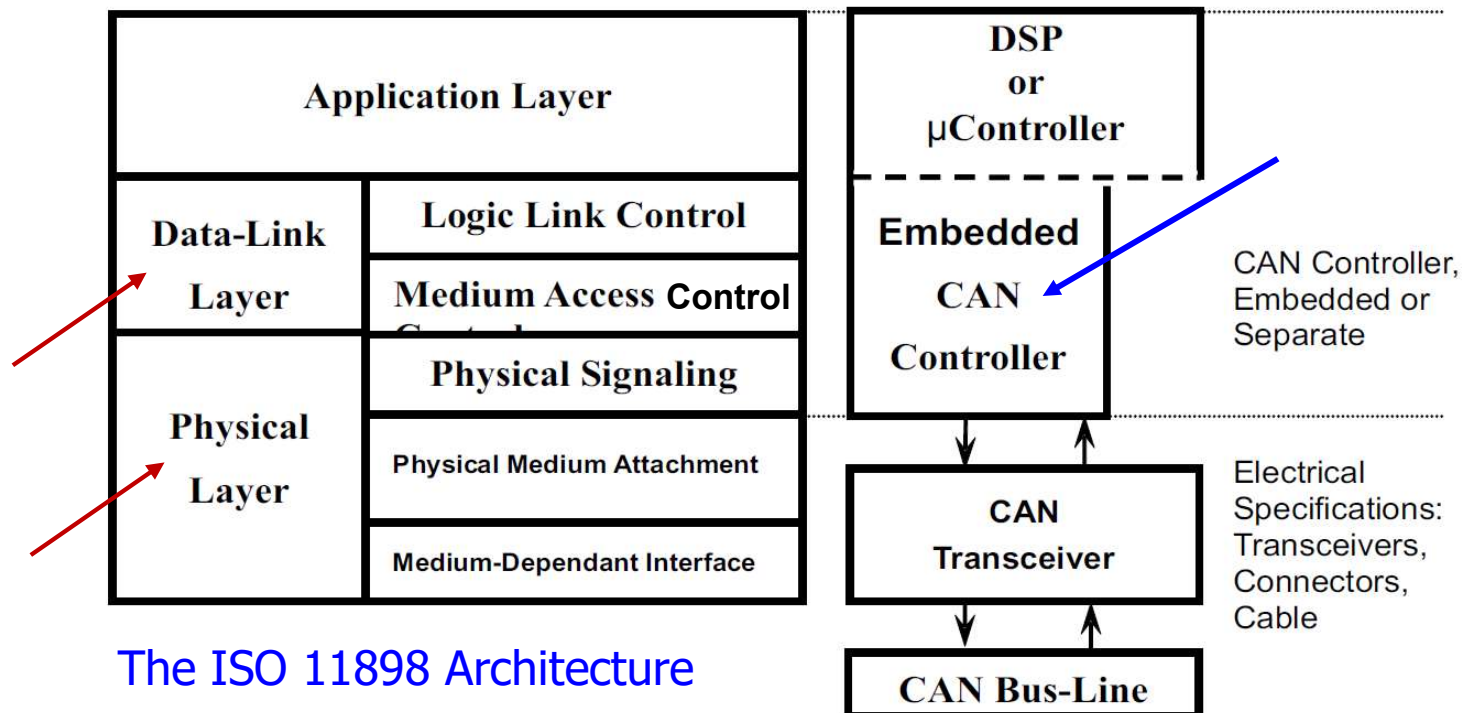 Application Layer
Data-Link
Layer
Logic Link Control
Medium Access Control
Physical
Layer
Physical Signaling
Physical Medium Attachment
Medium-Dependant Interface
The ISO 11898 Architecture
DSP
or
µController
Embedded
CAN
Controller
CAN
Transceiver
CAN Bus-Line
CAN Controller,
Embedded or
Separate
Electrical
Specifications:
Transceivers,
Connectors,
Cable